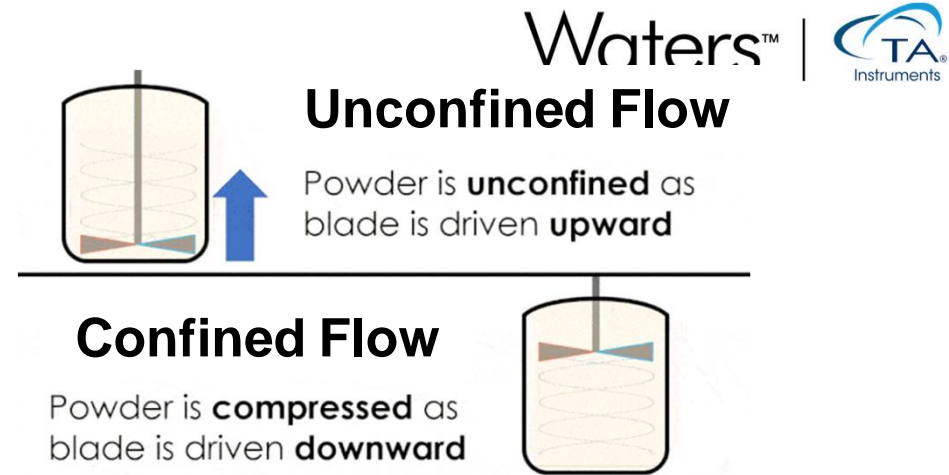 Waters™ | TA®
Instruments
Unconfined Flow
Powder is unconfined as
blade is driven upward
Confined Flow
Powder is compressed as
blade is driven downward